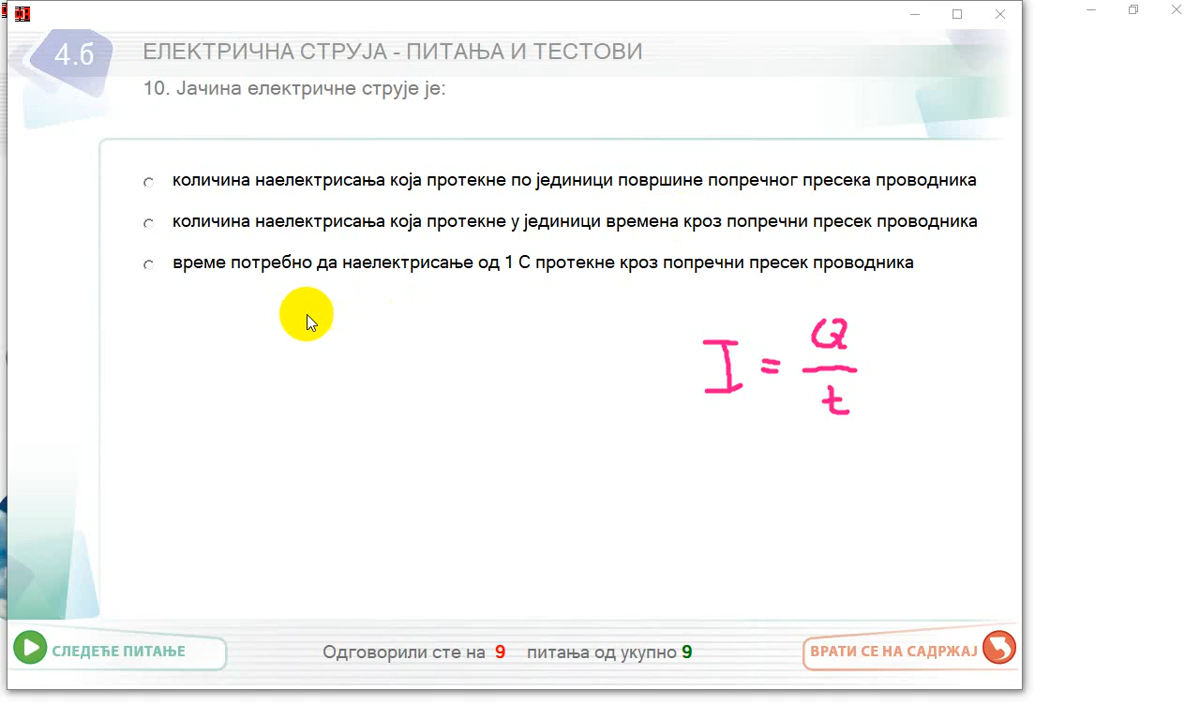 4.б
ЕЛЕКТРИЧНА СТРУЈА - ПИТАЊА И ТЕСТОВИ
10. Јачина електричне струје је:
количина наелектрисања која протекне по јединици површине попречног пресека проводника
количина наелектрисања која протекне у јединици времена кроз попречни пресек проводника
време потребно да наелектрисање од 1 C протекне кроз попречни пресек проводника
I = Q
t
СЛЕДЕЋЕ ПИТАЊЕ
Одговорили сте на 9 питања од укупно 9
ВРАТИ СЕ НА САДРЖАЈ